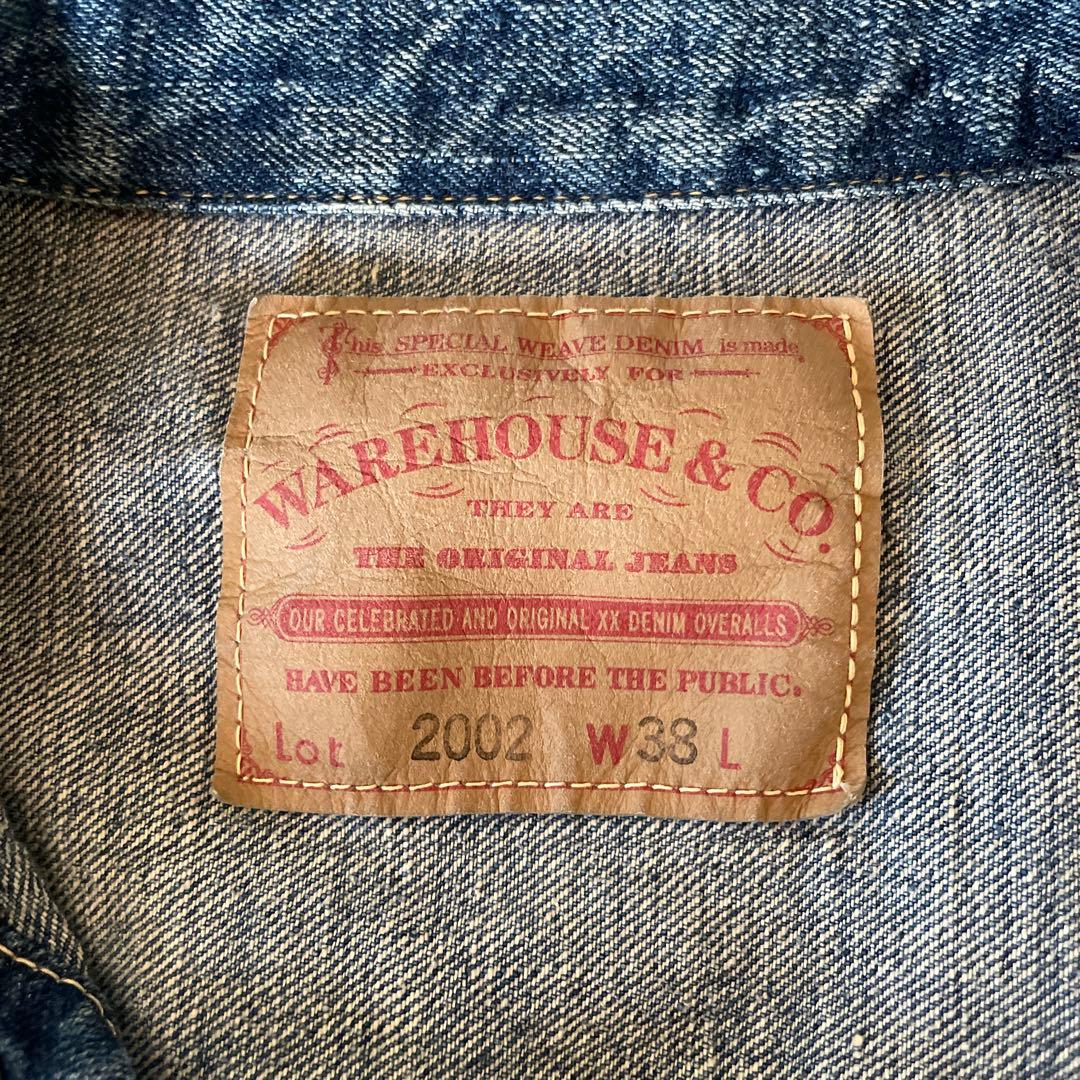 This SPECIAL WEAVE DENIM is made
EXCLUSIVELY FOR
WAREHOUSE & CO.
THEY ARE
THE ORIGINAL JEANS
OUR CELEBRATED AND ORIGINAL XX DENIM OVERALLS
HAVE BEEN BEFORE THE PUBLIC.
Lot 2002 W38 L